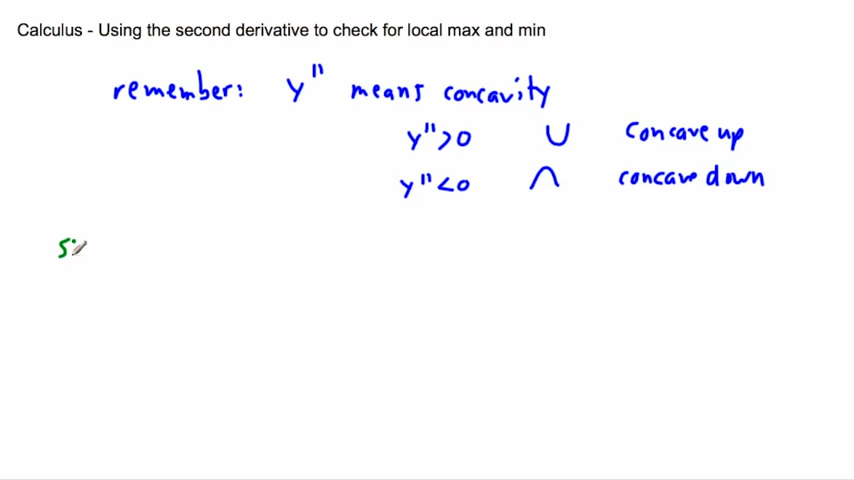 Calculus - Using the second derivative to check for local max and min
remember: y" means concavity
y">0 ∪ concave up
y"<0 ∩ concave down
si